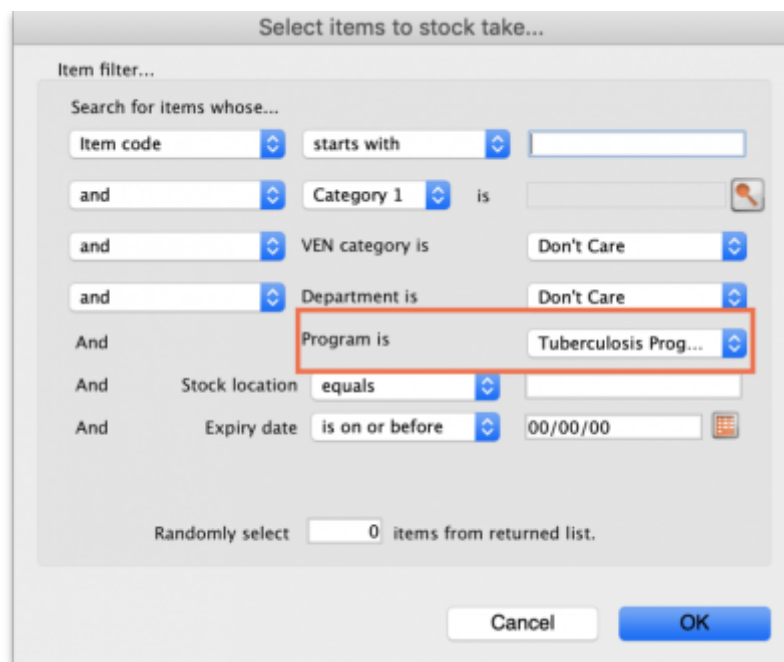 Select items to stock take...
Item filter...
Search for items whose...
Item code starts with
and Category 1 is
and VEN category is Don't Care
and Department is Don't Care
And Program is Tuberculosis Prog...
And Stock location equals
And Expiry date is on or before 00/00/00
Randomly select 0 items from returned list.
Cancel OK